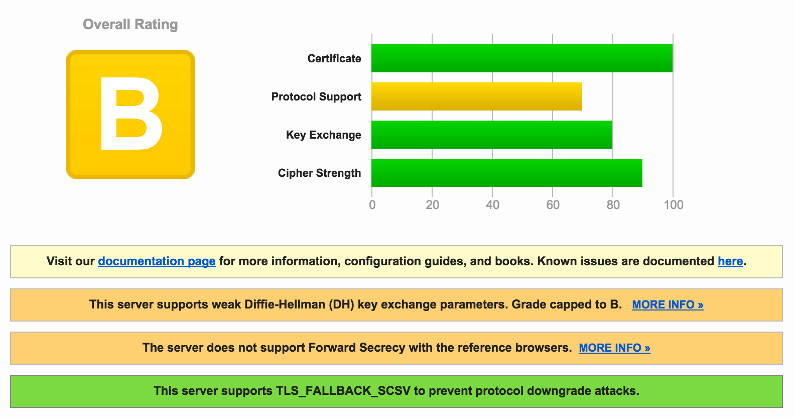 Overall Rating
B
Certificate
Protocol Support
Key Exchange
Cipher Strength
0 20 40 60 80 100
Visit our documentation page for more information, configuration guides, and books. Known issues are documented here.
This server supports weak Diffie-Hellman (DH) key exchange parameters. Grade capped to B. MORE INFO »
The server does not support Forward Secrecy with the reference browsers. MORE INFO »
This server supports TLS_FALLBACK_SCSV to prevent protocol downgrade attacks.